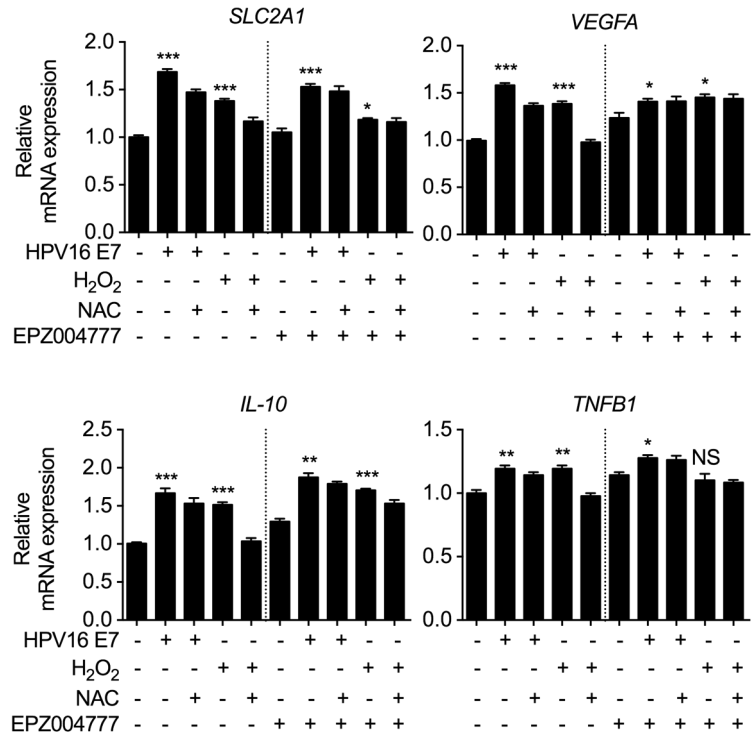 SLC2A1
Relative
mRNA expression
2.0
1.5
1.0
0.5
0.0
*** *** *** *
HPV16 E7 - + + - - - + + - -
H₂O₂ - - - + + - - - + +
NAC - - + - + - - + - +
EPZ004777 - - - - - + + + + +
VEGFA
2.0
1.5
1.0
0.5
0.0
*** *** * *
- + + - - - + + - -
- - - + + - - - + +
- - + - + - - + - +
- - - - - + + + + +
IL-10
Relative
mRNA expression
2.5
2.0
1.5
1.0
0.5
0.0
*** *** ** ***
HPV16 E7 - + + - - - + + - -
H₂O₂ - - - + + - - - + +
NAC - - + - + - - + - +
EPZ004777 - - - - - + + + + +
TNFB1
1.5
1.0
0.5
0.0
** ** * NS
- + + - - - + + - -
- - - + + - - - + +
- - + - + - - + - +
- - - - - + + + + +